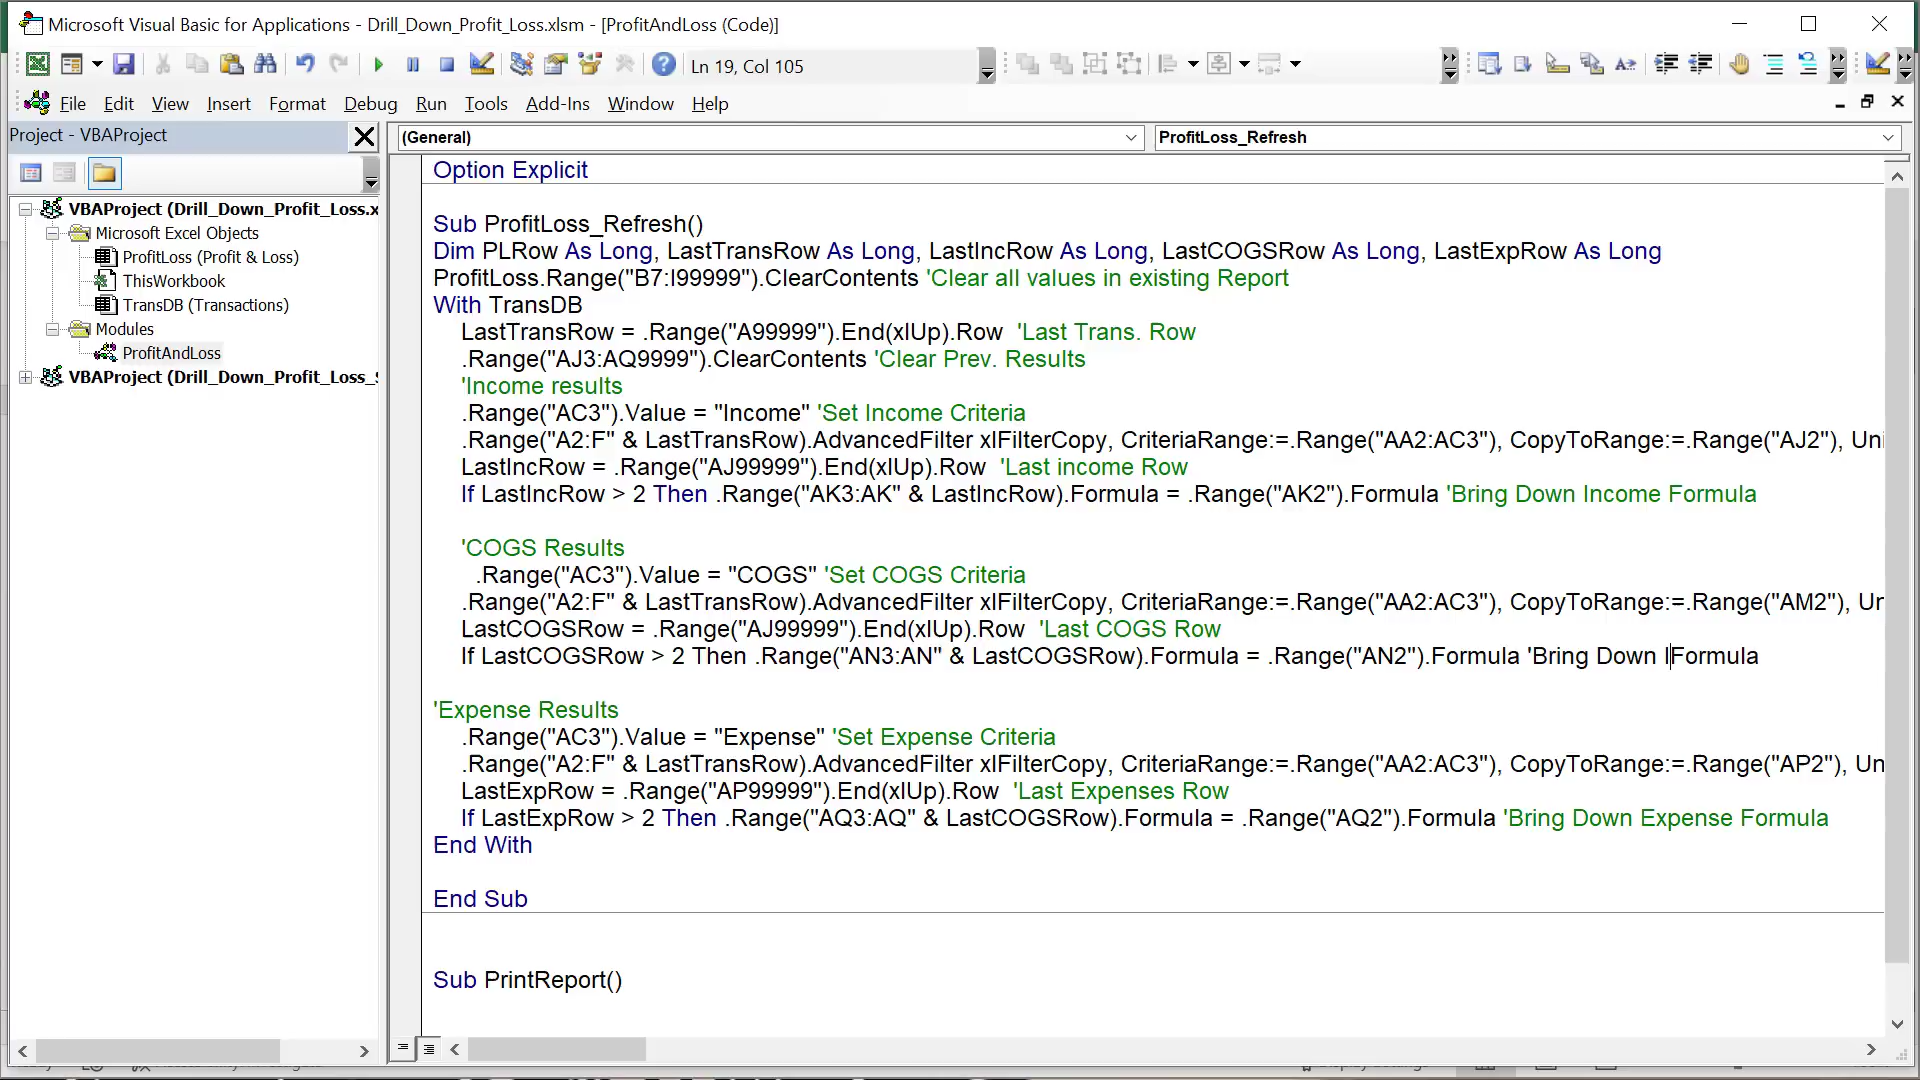 Microsoft Visual Basic for Applications - Drill_Down_Profit_Loss.xlsm - [ProfitAndLoss (Code)]
Ln 19, Col 105
File Edit View Insert Format Debug Run Tools Add-Ins Window Help
Project - VBAProject
(General)
ProfitLoss_Refresh
VBAProject (Drill_Down_Profit_Loss.x
Microsoft Excel Objects
ProfitLoss (Profit & Loss)
ThisWorkbook
TransDB (Transactions)
Modules
ProfitAndLoss
VBAProject (Drill_Down_Profit_Loss_S
Option Explicit
Sub ProfitLoss_Refresh()
Dim PLRow As Long, LastTransRow As Long, LastIncRow As Long, LastCOGSRow As Long, LastExpRow As Long
ProfitLoss.Range("B7:I99999").ClearContents 'Clear all values in existing Report
With TransDB
LastTransRow = .Range("A99999").End(xlUp).Row 'Last Trans. Row
.Range("AJ3:AQ9999").ClearContents 'Clear Prev. Results
'Income results
.Range("AC3").Value = "Income" 'Set Income Criteria
.Range("A2:F" & LastTransRow).AdvancedFilter xlFilterCopy, CriteriaRange:=.Range("AA2:AC3"), CopyToRange:=.Range("AJ2"), Uni
LastIncRow = .Range("AJ99999").End(xlUp).Row 'Last income Row
If LastIncRow > 2 Then .Range("AK3:AK" & LastIncRow).Formula = .Range("AK2").Formula 'Bring Down Income Formula
'COGS Results
.Range("AC3").Value = "COGS" 'Set COGS Criteria
.Range("A2:F" & LastTransRow).AdvancedFilter xlFilterCopy, CriteriaRange:=.Range("AA2:AC3"), CopyToRange:=.Range("AM2"), Un
LastCOGSRow = .Range("AJ99999").End(xlUp).Row 'Last COGS Row
If LastCOGSRow > 2 Then .Range("AN3:AN" & LastCOGSRow).Formula = .Range("AN2").Formula 'Bring Down IFormula
'Expense Results
.Range("AC3").Value = "Expense" 'Set Expense Criteria
.Range("A2:F" & LastTransRow).AdvancedFilter xlFilterCopy, CriteriaRange:=.Range("AA2:AC3"), CopyToRange:=.Range("AP2"), Un
LastExpRow = .Range("AP99999").End(xlUp).Row 'Last Expenses Row
If LastExpRow > 2 Then .Range("AQ3:AQ" & LastCOGSRow).Formula = .Range("AQ2").Formula 'Bring Down Expense Formula
End With
End Sub
Sub PrintReport()